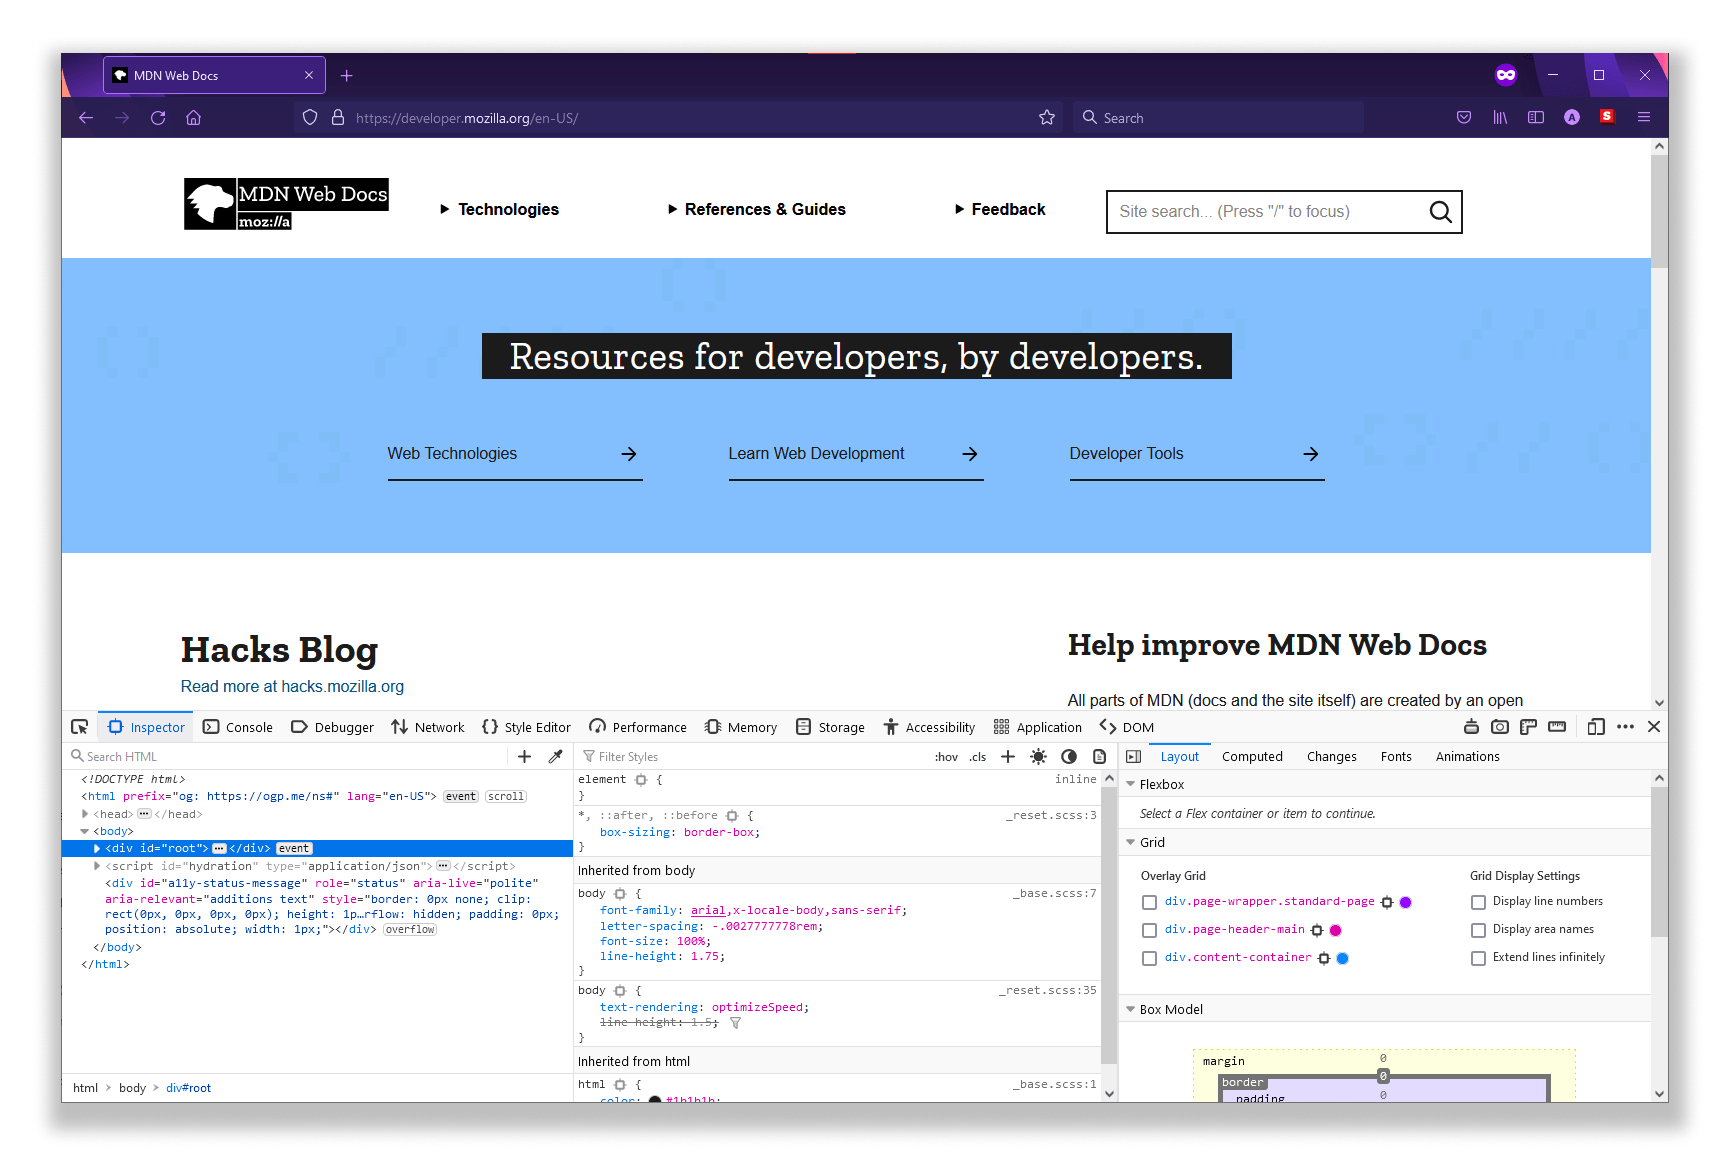 MDN Web Docs
https://developer.mozilla.org/en-US/
Search
A
S
MDN Web Docs
moz://a
Technologies
References & Guides
Feedback
Site search... (Press "/" to focus)
Resources for developers, by developers.
Web Technologies
Learn Web Development
Developer Tools
Hacks Blog
Read more at hacks.mozilla.org
Help improve MDN Web Docs
All parts of MDN (docs and the site itself) are created by an open
Inspector Console Debugger Network Style Editor Performance Memory Storage Accessibility Application DOM
Search HTML
<!DOCTYPE html>
<html prefix="og: https://ogp.me/ns#" lang="en-US"> event scroll
<head> ••• </head>
<body>
<div id="root"> ••• </div> event
<script id="hydration" type="application/json"> ••• </script>
<div id="a11y-status-message" role="status" aria-live="polite"
aria-relevant="additions text" style="border: 0px none; clip:
rect(0px, 0px, 0px, 0px); height: 1p…rflow: hidden; padding: 0px;
position: absolute; width: 1px;"></div> overflow
</body>
</html>
html > body > div#root
Filter Styles
:hov .cls
element { inline
}
*, ::after, ::before { _reset.scss:3
box-sizing: border-box;
}
Inherited from body
body { _base.scss:7
font-family: arial,x-locale-body,sans-serif;
letter-spacing: -.0027777778rem;
font-size: 100%;
line-height: 1.75;
}
body { _reset.scss:35
text-rendering: optimizeSpeed;
line-height: 1.5;
}
Inherited from html
html { _base.scss:1
color: #1b1b1b;
Layout Computed Changes Fonts Animations
Flexbox
Select a Flex container or item to continue.
Grid
Overlay Grid
div.page-wrapper.standard-page
div.page-header-main
div.content-container
Grid Display Settings
Display line numbers
Display area names
Extend lines infinitely
Box Model
margin 0
border 0
padding 0